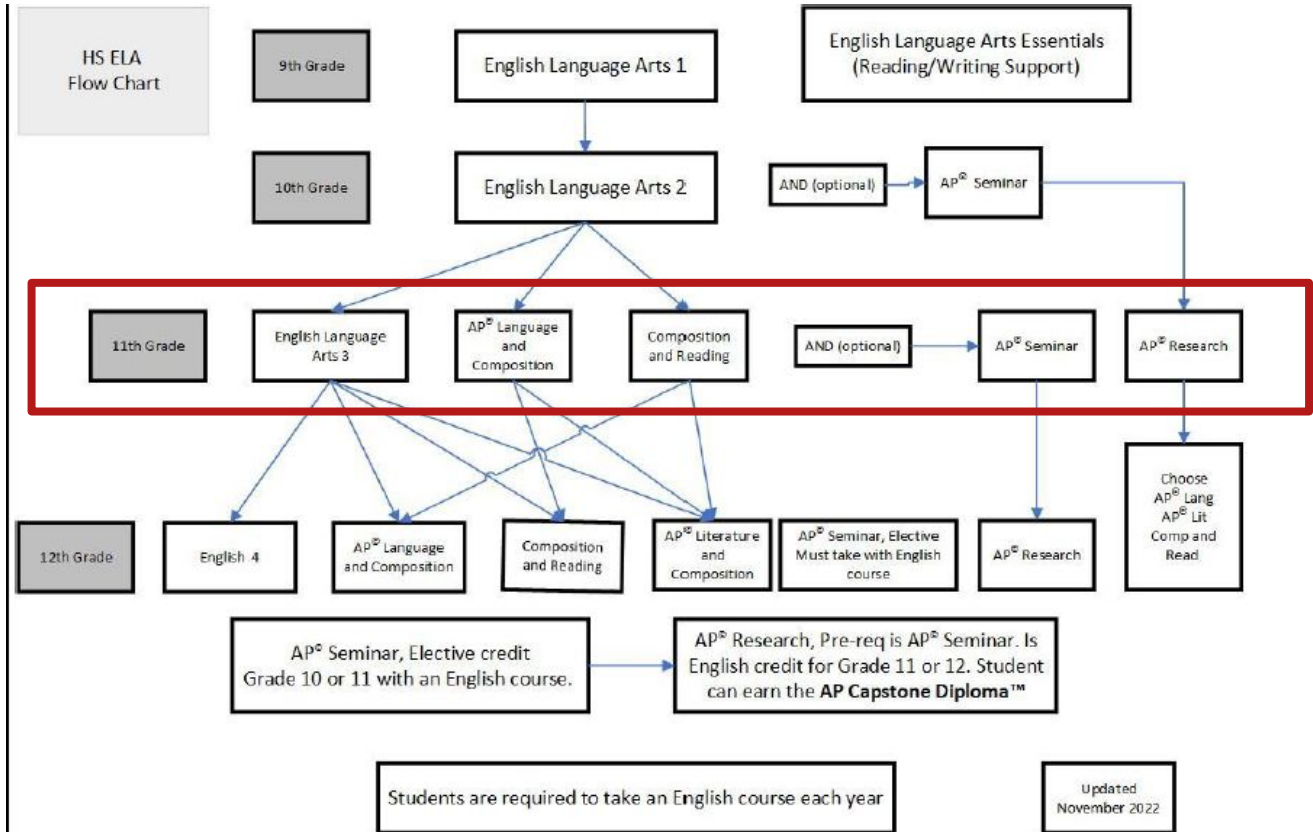 HS ELA
Flow Chart
9th Grade
English Language Arts 1
English Language Arts Essentials
(Reading/Writing Support)
10th Grade
English Language Arts 2
AND (optional)
AP® Seminar
11th Grade
English Language
Arts 3
AP® Language
and
Composition
Composition
and Reading
AND (optional)
AP® Seminar
AP® Research
12th Grade
English 4
AP® Language
and Composition
Composition
and Reading
AP® Literature
and
Composition
AP® Seminar, Elective
Must take with English
course
AP® Research
Choose
AP® Lang
AP® Lit
Comp and
Read
AP® Seminar, Elective credit
Grade 10 or 11 with an English course.
AP® Research, Pre-req is AP® Seminar. Is
English credit for Grade 11 or 12. Student
can earn the AP Capstone Diploma™
Students are required to take an English course each year
Updated
November 2022